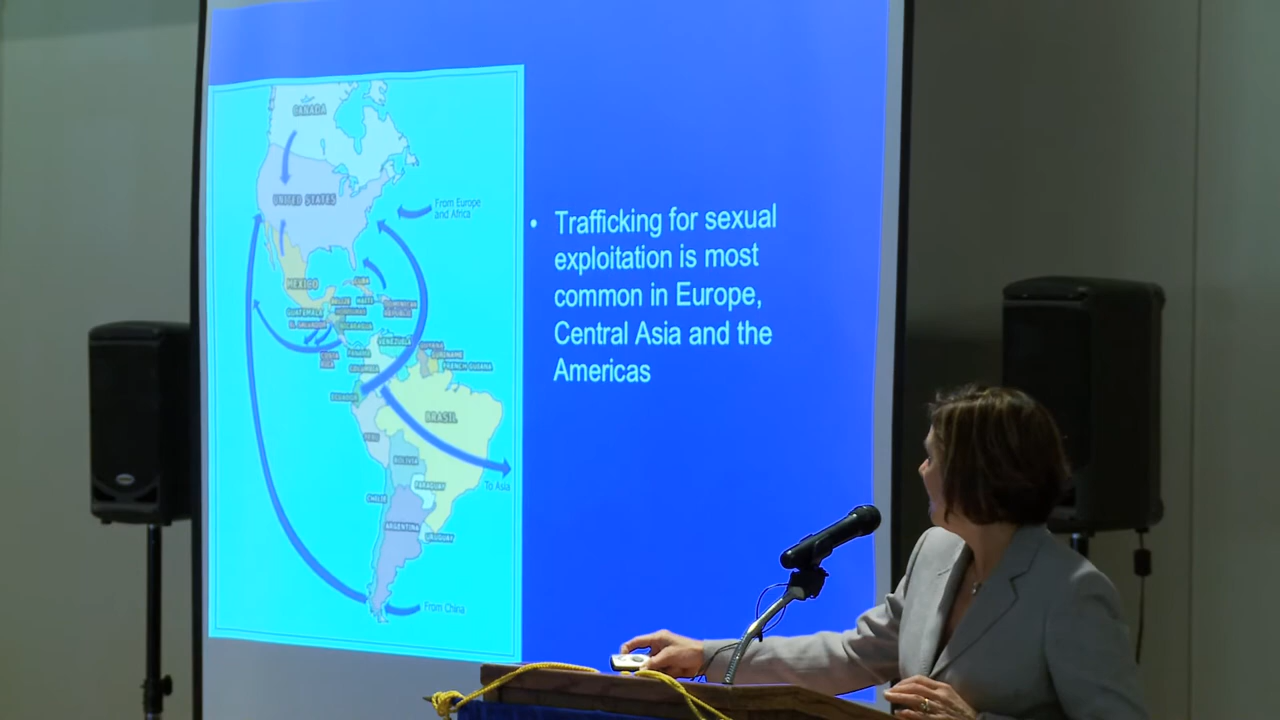 CANADA
UNITED STATES
From Europe
and Africa
MEXICO
CUBA
BELIZE
HAITI
DOMINICAN
REPUBLIC
GUATEMALA
HONDURAS
EL SALVADOR
NICARAGUA
COSTA
RICA
PANAMA
VENEZUELA
GUYANA
SURINAME
FRENCH GUIANA
COLUMBIA
ECUADOR
BRASIL
PERU
BOLIVIA
To Asia
PARAGUAY
CHILE
ARGENTINA
URUGUAY
From China
• Trafficking for sexual
exploitation is most
common in Europe,
Central Asia and the
Americas